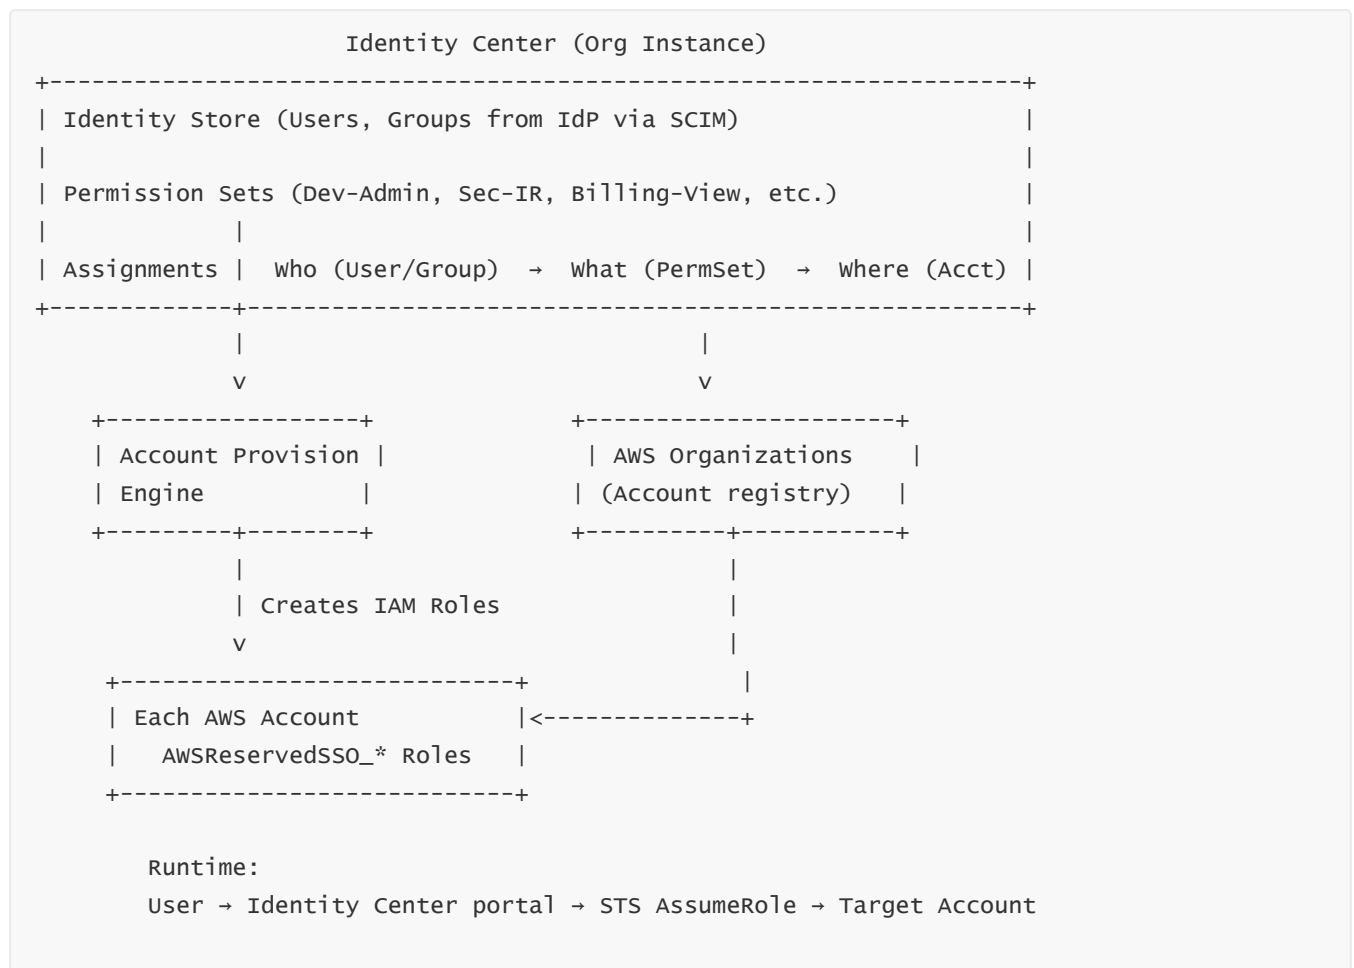 Identity Center (Org Instance)
+----------------------------------------------------------------------+
| Identity Store (Users, Groups from IdP via SCIM)                    |
|                                                                      |
| Permission Sets (Dev-Admin, Sec-IR, Billing-View, etc.)             |
|             |                                                        |
| Assignments |  Who (User/Group)  →  What (PermSet)  →  Where (Acct) |
+-------------+--------------------------------------------------------+
              |                                |
              v                                v
    +------------------+              +----------------------+
    | Account Provision |              | AWS Organizations    |
    | Engine           |              | (Account registry)   |
    +---------+--------+              +----------+-----------+
              |                                  |
              | Creates IAM Roles                |
              v                                  |
     +----------------------------+               |
     | Each AWS Account           |<--------------+
     |   AWSReservedSSO_* Roles   |
     +----------------------------+
Runtime:
User → Identity Center portal → STS AssumeRole → Target Account